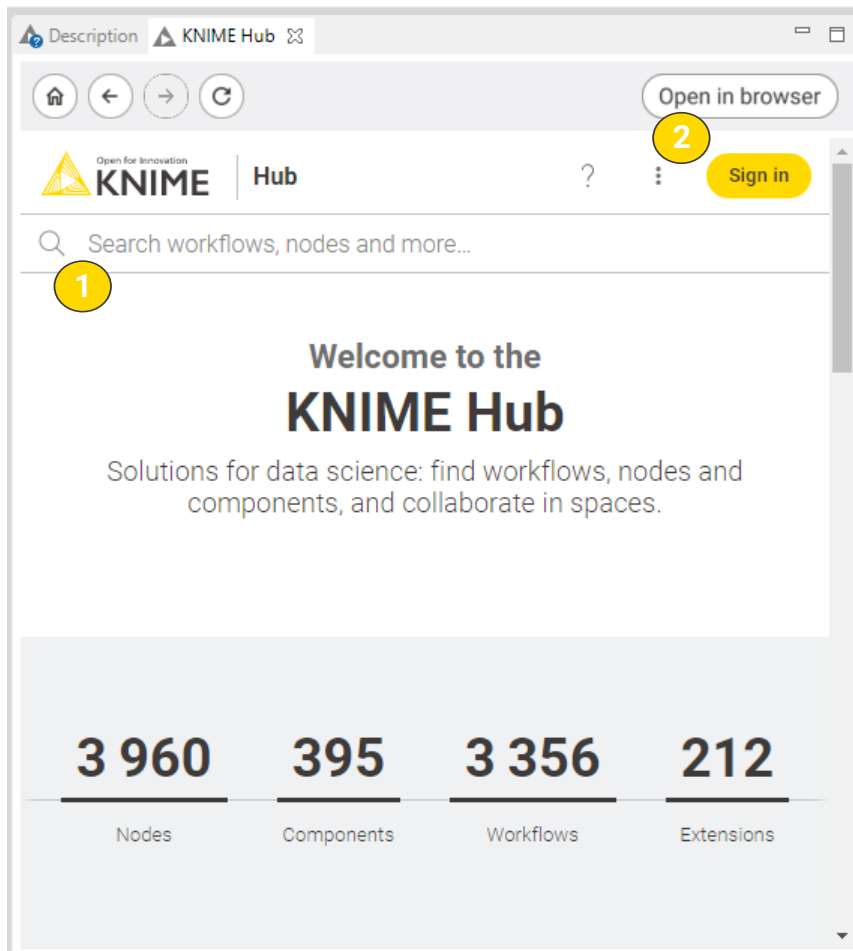 Description KNIME Hub
Open in browser
2
Open for Innovation
KNIME Hub ? Sign in
Search workflows, nodes and more...
1
Welcome to the
KNIME Hub
Solutions for data science: find workflows, nodes and
components, and collaborate in spaces.
3 960 395 3 356 212
Nodes Components Workflows Extensions